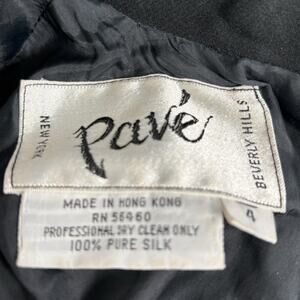 NEW YORK
pavé
BEVERLY HILLS
MADE IN HONG KONG
RN 56460
PROFESSIONAL DRY CLEAN ONLY
100% PURE SILK
4